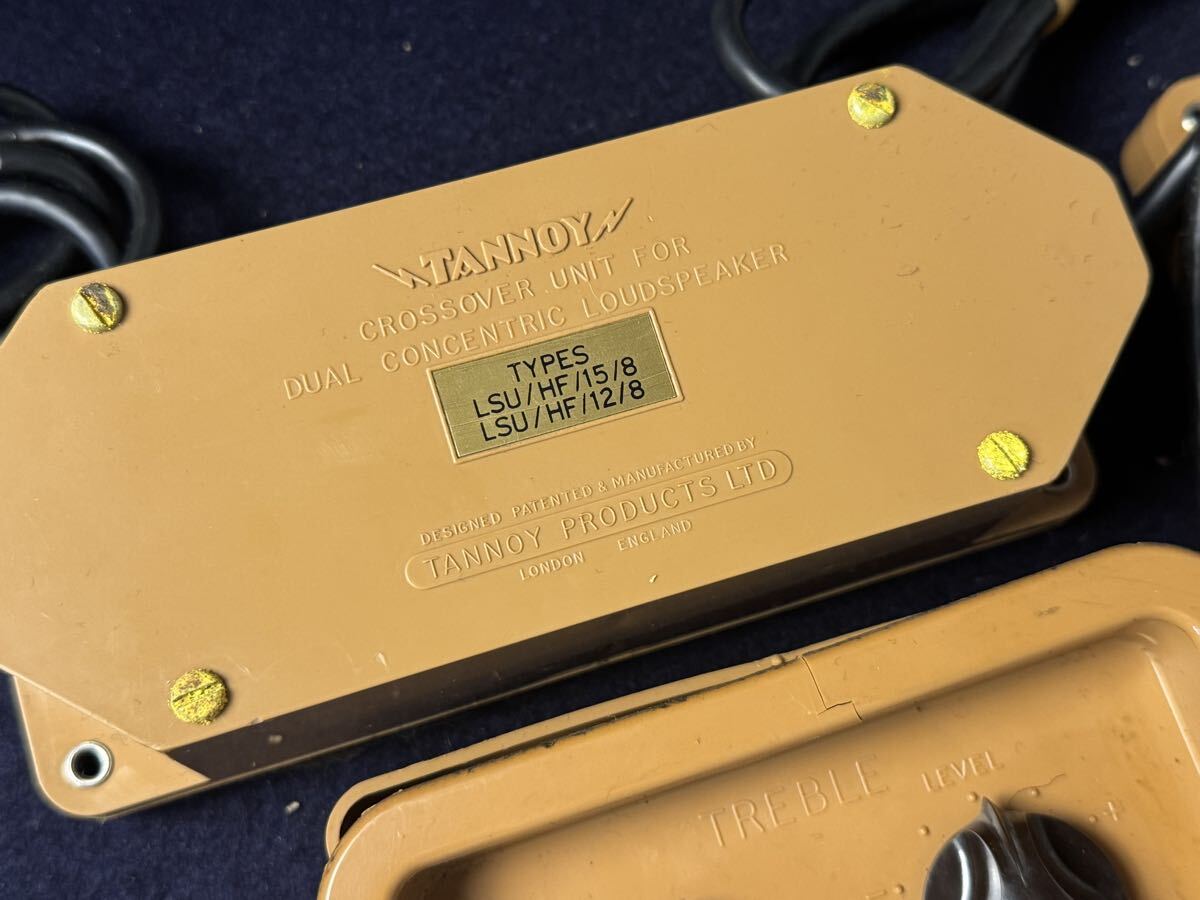 TANNOY
CROSSOVER UNIT FOR
DUAL CONCENTRIC LOUDSPEAKER
TYPES
LSU/HF/15/8
LSU/HF/12/8
DESIGNED PATENTED & MANUFACTURED BY
TANNOY PRODUCTS LTD
LONDON ENGLAND
TREBLE LEVEL
+